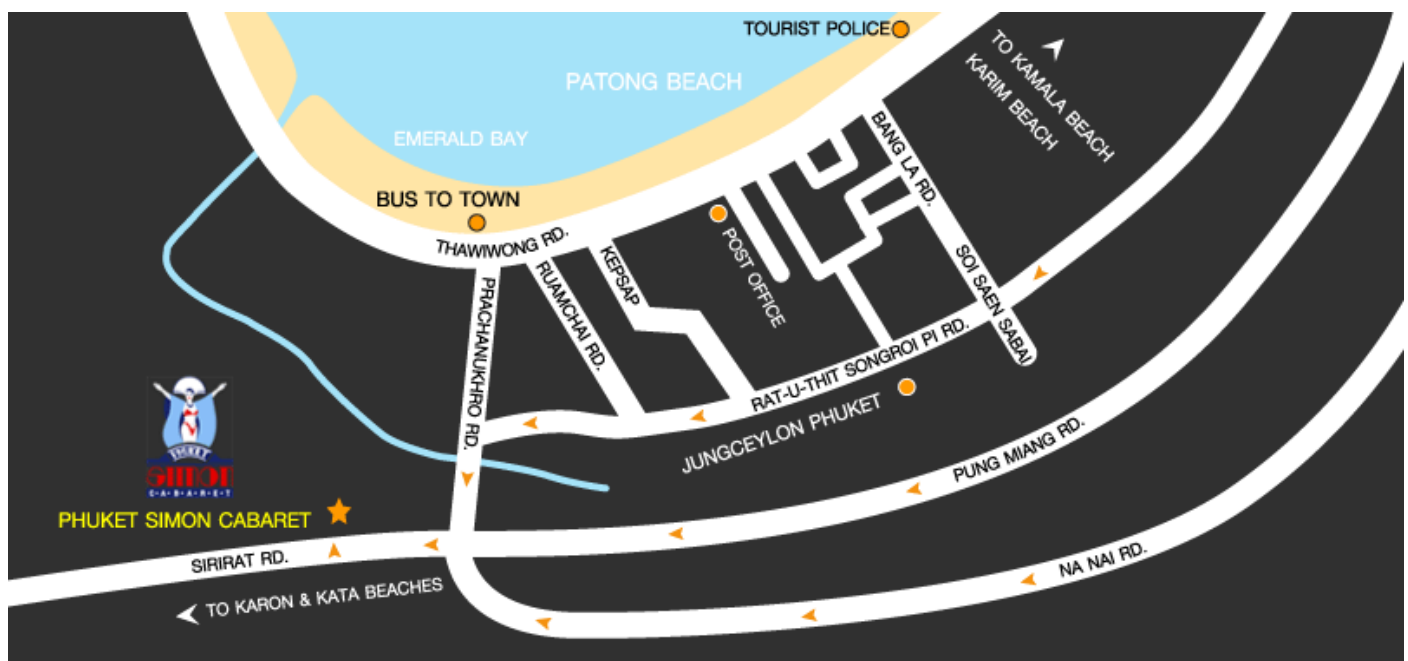 TOURIST POLICE
PATONG BEACH
EMERALD BAY
TO KAMALA BEACH
KARIM BEACH
BUS TO TOWN
THAWIWONG RD.
BANG LA RD.
SOI SAEN SABAI
POST OFFICE
KEPSAP
RUAMCHAI RD.
PRACHANUKHRO RD.
RAT-U-THIT SONGROI PI RD.
JUNGCEYLON PHUKET
PUNG MIANG RD.
NA NAI RD.
PHUKET
SIMON
CABARET
PHUKET SIMON CABARET
SIRIRAT RD.
TO KARON & KATA BEACHES